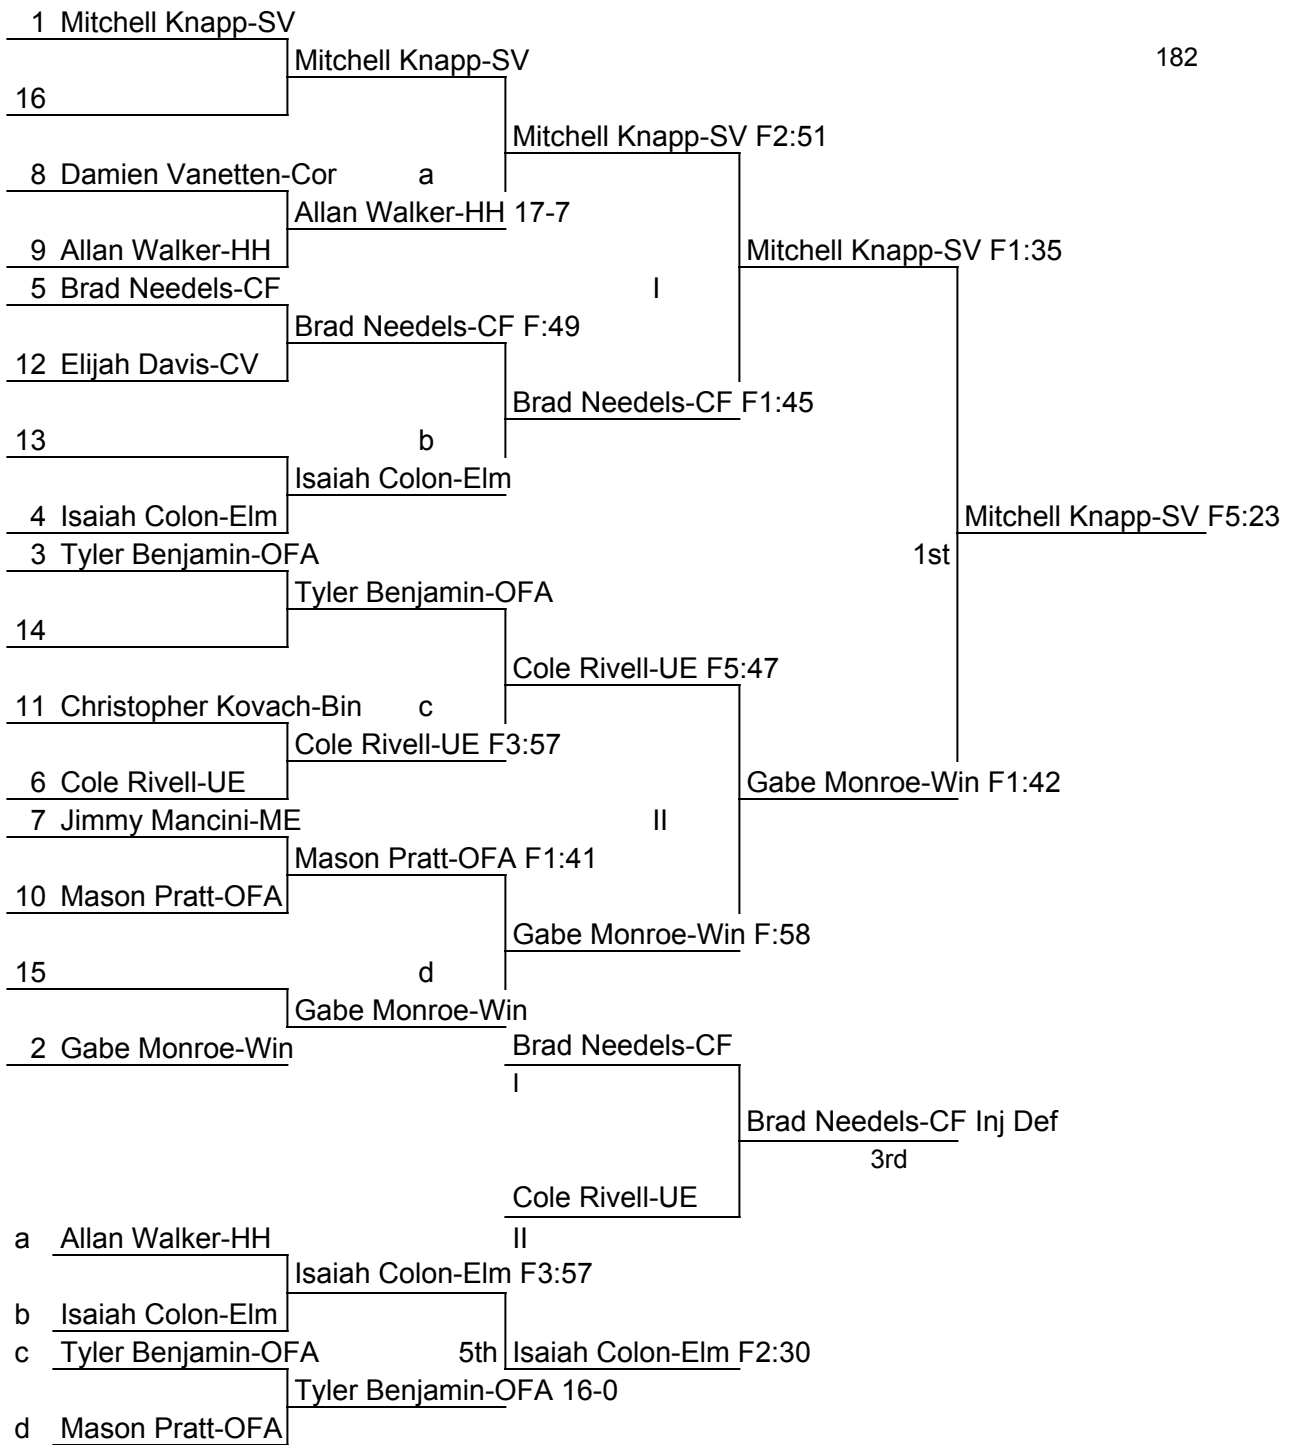 1 Mitchell Knapp-SV
Mitchell Knapp-SV
182
16
Mitchell Knapp-SV F2:51
8 Damien Vanetten-Cor a
Allan Walker-HH 17-7
9 Allan Walker-HH
Mitchell Knapp-SV F1:35
5 Brad Needels-CF I
Brad Needels-CF F:49
12 Elijah Davis-CV
Brad Needels-CF F1:45
13 b
Isaiah Colon-Elm
4 Isaiah Colon-Elm
Mitchell Knapp-SV F5:23
3 Tyler Benjamin-OFA 1st
Tyler Benjamin-OFA
14
Cole Rivell-UE F5:47
11 Christopher Kovach-Bin c
Cole Rivell-UE F3:57
6 Cole Rivell-UE
Gabe Monroe-Win F1:42
7 Jimmy Mancini-ME II
Mason Pratt-OFA F1:41
10 Mason Pratt-OFA
Gabe Monroe-Win F:58
15 d
Gabe Monroe-Win
2 Gabe Monroe-Win
Brad Needels-CF
I
Brad Needels-CF Inj Def
3rd
Cole Rivell-UE
a Allan Walker-HH II
Isaiah Colon-Elm F3:57
b Isaiah Colon-Elm
c Tyler Benjamin-OFA 5th Isaiah Colon-Elm F2:30
Tyler Benjamin-OFA 16-0
d Mason Pratt-OFA